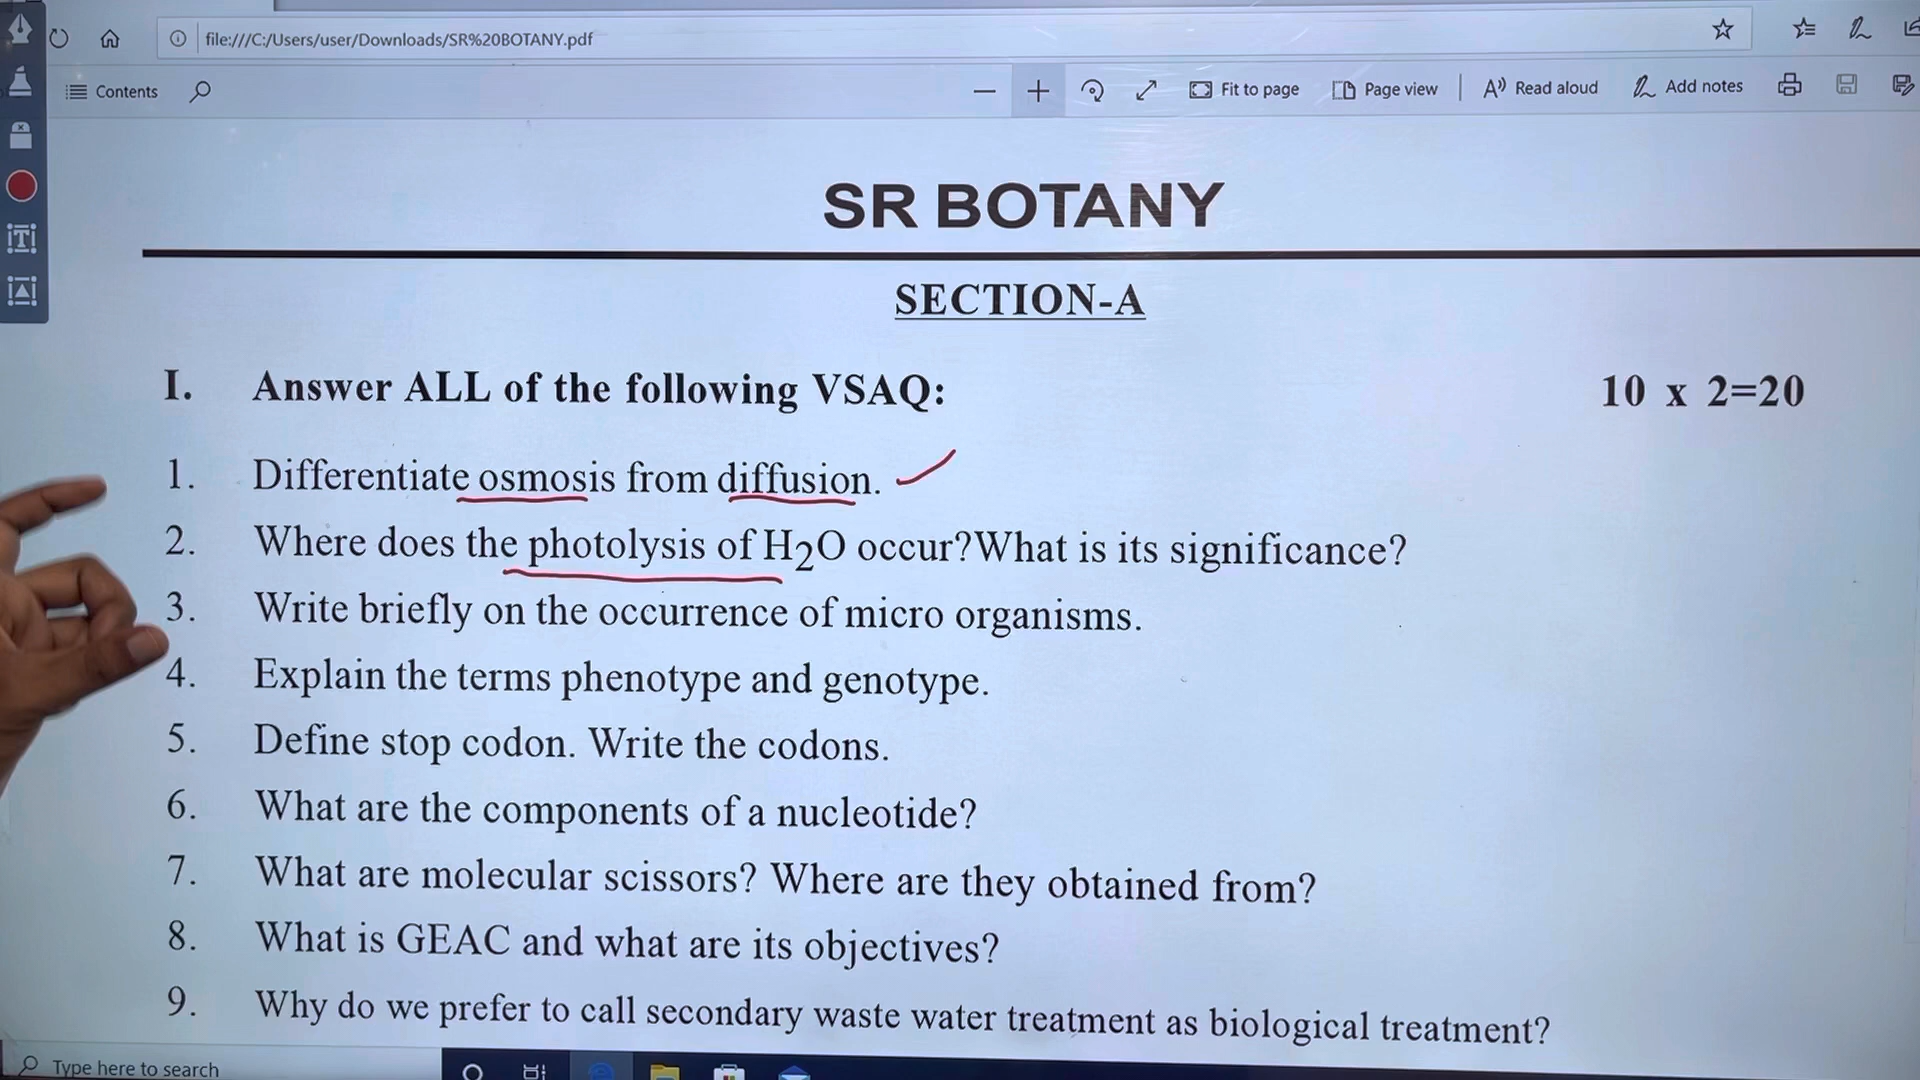 file:///C:/Users/user/Downloads/SR%20BOTANY.pdf
Contents
Fit to page
Page view
Read aloud
Add notes
SR BOTANY
SECTION-A
I. Answer ALL of the following VSAQ: 10 x 2=20
1. Differentiate osmosis from diffusion.
2. Where does the photolysis of H2O occur?What is its significance?
3. Write briefly on the occurrence of micro organisms.
4. Explain the terms phenotype and genotype.
5. Define stop codon. Write the codons.
6. What are the components of a nucleotide?
7. What are molecular scissors? Where are they obtained from?
8. What is GEAC and what are its objectives?
9. Why do we prefer to call secondary waste water treatment as biological treatment?
Type here to search